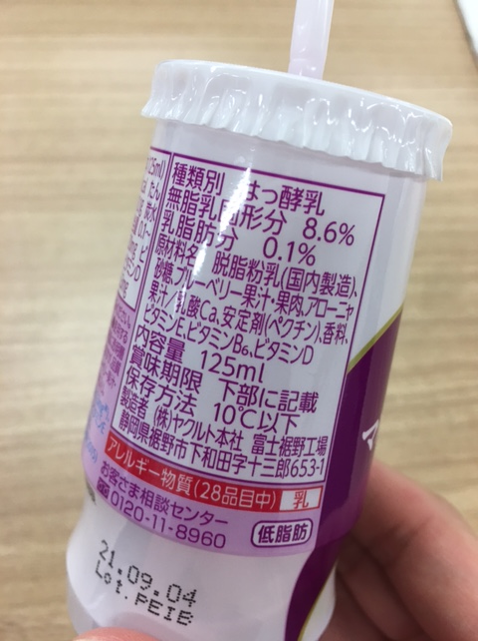 種類別 はっ酵乳
無脂乳固形分 8.6%
乳脂肪分 0.1%
原材料名 脱脂粉乳(国内製造)、
砂糖、ブルーベリー果汁・果肉、アローニャ
果汁/乳酸Ca、安定剤(ペクチン)、香料、
ビタミンE、ビタミンB6、ビタミンD
内容量 125ml
賞味期限 下部に記載
保存方法 10℃以下
製造者 (株)ヤクルト本社 富士裾野工場
静岡県裾野市下和田字十三郎653-1
アレルギー物質(28品目中) 乳
お客さま相談センター
0120-11-8960
低脂肪
21.09.04
Lot.PEIB